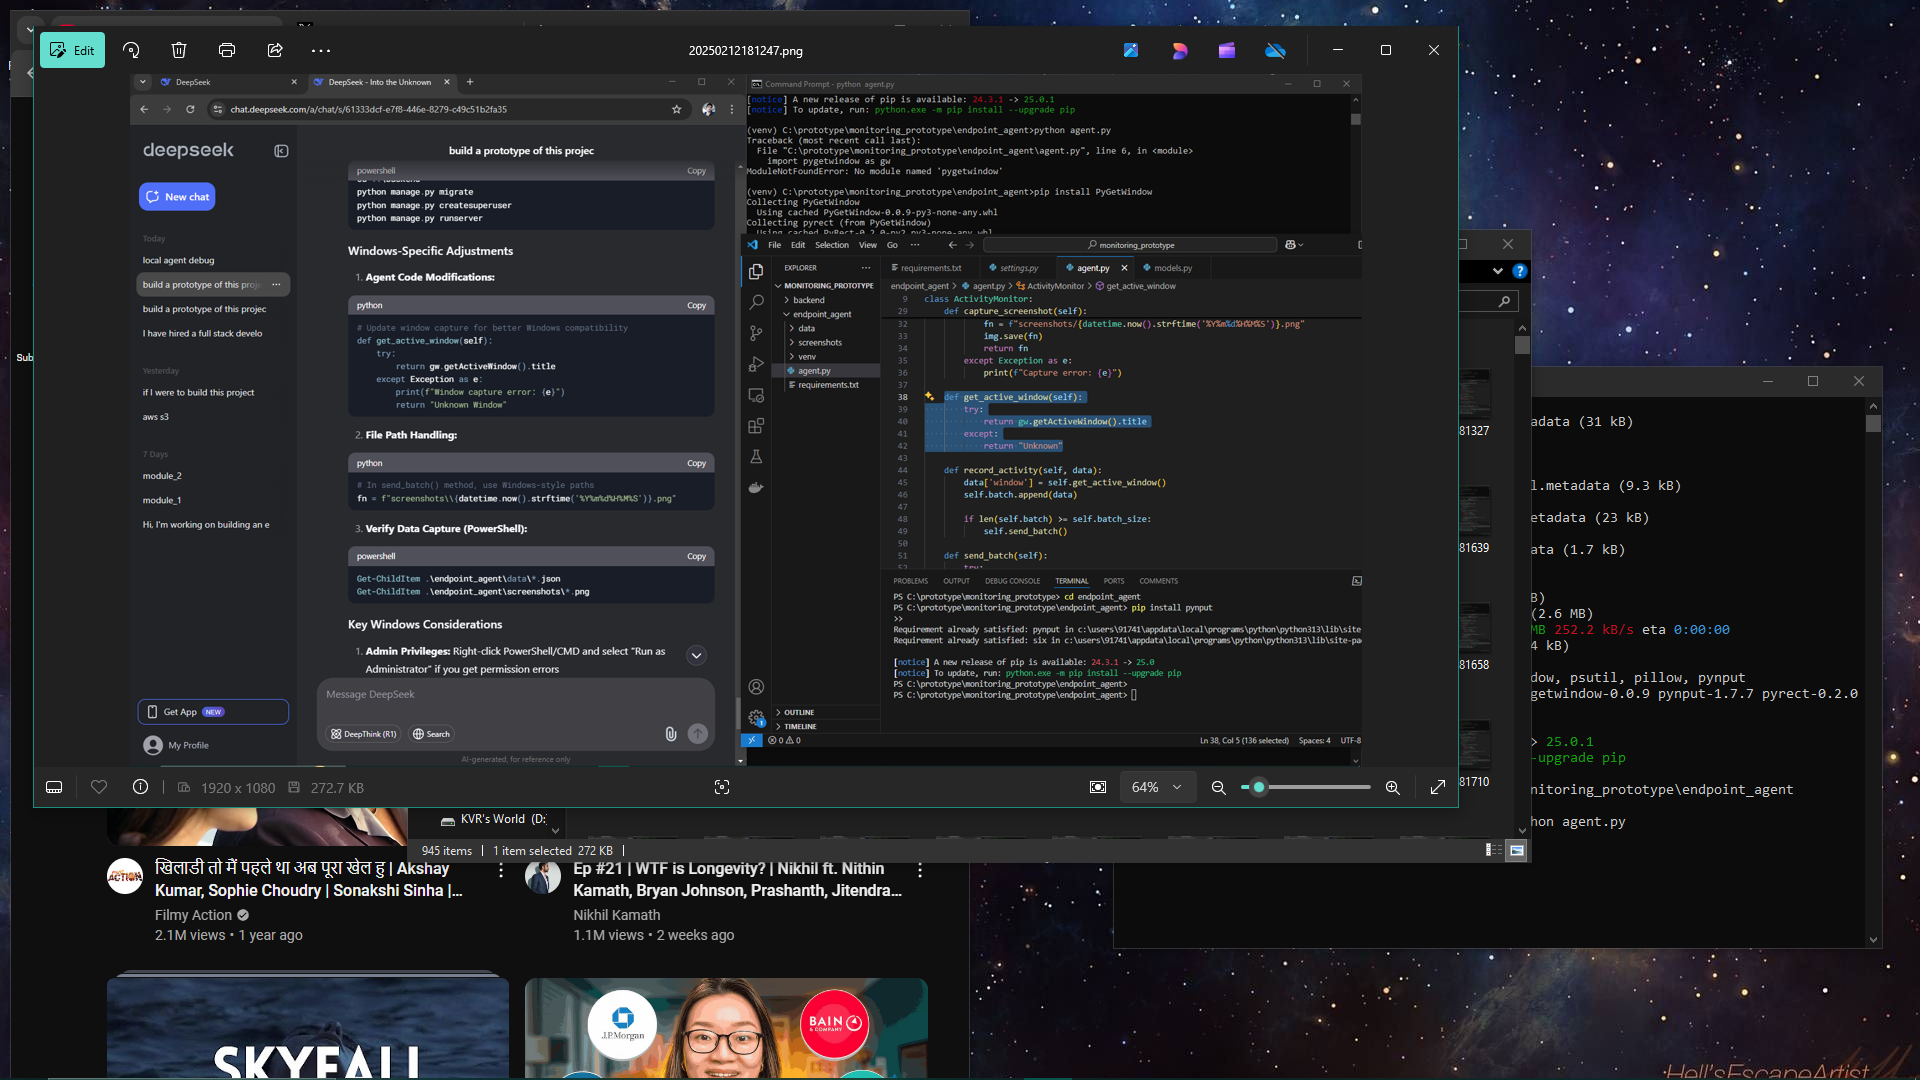 Edit
20250212181247.png
DeepSeek
DeepSeek - Into the Unknown
chat.deepseek.com/a/chat/s/61333dcf-e7f8-446e-8279-c49c51b2fa35
deepseek
New chat
Today
local agent debug
build a prototype of this proje
build a prototype of this projec
I have hired a full stack develo
Yesterday
if I were to build this project
aws s3
7 Days
module_2
module_1
Hi, I'm working on building an e
Get App NEW
My Profile
build a prototype of this projec
powershell Copy
python manage.py migrate
python manage.py createsuperuser
python manage.py runserver
Windows-Specific Adjustments
1. Agent Code Modifications:
python Copy
# Update window capture for better Windows compatibility
def get_active_window(self):
try:
return gw.getActiveWindow().title
except Exception as e:
print(f"Window capture error: {e}")
return "Unknown Window"
2. File Path Handling:
python Copy
# In send_batch() method, use Windows-style paths
fn = f"screenshots\\{datetime.now().strftime('%Y%m%d%H%M%S')}.png"
3. Verify Data Capture (PowerShell):
powershell Copy
Get-ChildItem .\endpoint_agent\data\*.json
Get-ChildItem .\endpoint_agent\screenshots\*.png
Key Windows Considerations
1. Admin Privileges: Right-click PowerShell/CMD and select "Run as
Administrator" if you get permission errors
Message DeepSeek
DeepThink (R1) Search
AI-generated, for reference only
Command Prompt - python agent.py
[notice] A new release of pip is available: 24.3.1 -> 25.0.1
[notice] To update, run: python.exe -m pip install --upgrade pip
(venv) C:\prototype\monitoring_prototype\endpoint_agent>python agent.py
Traceback (most recent call last):
File "C:\prototype\monitoring_prototype\endpoint_agent\agent.py", line 6, in <module>
import pygetwindow as gw
ModuleNotFoundError: No module named 'pygetwindow'
(venv) C:\prototype\monitoring_prototype\endpoint_agent>pip install PyGetWindow
Collecting PyGetWindow
Using cached PyGetWindow-0.0.9-py3-none-any.whl
Collecting pyrect (from PyGetWindow)
Using cached PyRect-0.2.0-py2.py3-none-any.whl
File Edit Selection View Go ···
monitoring_prototype
EXPLORER ···
MONITORING_PROTOTYPE
backend
endpoint_agent
data
screenshots
venv
agent.py
requirements.txt
OUTLINE
TIMELINE
requirements.txt settings.py agent.py models.py
endpoint_agent > agent.py > ActivityMonitor > get_active_window
9 class ActivityMonitor:
29 def capture_screenshot(self):
32 fn = f"screenshots/{datetime.now().strftime('%Y%m%d%H%M%S')}.png"
33 img.save(fn)
34 return fn
35 except Exception as e:
36 print(f"Capture error: {e}")
37
38 def get_active_window(self):
39 try:
40 return gw.getActiveWindow().title
41 except:
42 return "Unknown"
43
44 def record_activity(self, data):
45 data['window'] = self.get_active_window()
46 self.batch.append(data)
47
48 if len(self.batch) >= self.batch_size:
49 self.send_batch()
50
51 def send_batch(self):
52 try:
PROBLEMS OUTPUT DEBUG CONSOLE TERMINAL PORTS COMMENTS
PS C:\prototype\monitoring_prototype> cd endpoint_agent
PS C:\prototype\monitoring_prototype\endpoint_agent> pip install pynput
>>
Requirement already satisfied: pynput in c:\users\91741\appdata\local\programs\python\python313\lib\site
Requirement already satisfied: six in c:\users\91741\appdata\local\programs\python\python313\lib\site-pa
[notice] A new release of pip is available: 24.3.1 -> 25.0
[notice] To update, run: python.exe -m pip install --upgrade pip
PS C:\prototype\monitoring_prototype\endpoint_agent>
PS C:\prototype\monitoring_prototype\endpoint_agent>
0 0
Ln 38, Col 5 (136 selected) Spaces: 4 UTF-8
1920 x 1080 272.7 KB
64%
Sub
81327
81639
81658
81710
adata (31 kB)
l.metadata (9.3 kB)
etadata (23 kB)
ata (1.7 kB)
B)
(2.6 MB)
MB 252.2 kB/s eta 0:00:00
4 kB)
dow, psutil, pillow, pynput
getwindow-0.0.9 pynput-1.7.7 pyrect-0.2.0
> 25.0.1
-upgrade pip
nitoring_prototype\endpoint_agent
hon agent.py
KVR's World (D:)
945 items 1 item selected 272 KB
ACTION
खिलाडी तो मैं पहले था अब पूरा खेल हु | Akshay
Kumar, Sophie Choudry | Sonakshi Sinha |...
Filmy Action
2.1M views • 1 year ago
Ep #21 | WTF is Longevity? | Nikhil ft. Nithin
Kamath, Bryan Johnson, Prashanth, Jitendra...
Nikhil Kamath
1.1M views • 2 weeks ago
SKYFALL
J.P.Morgan
BAIN
& COMPANY
Hell'sEscapeArtist